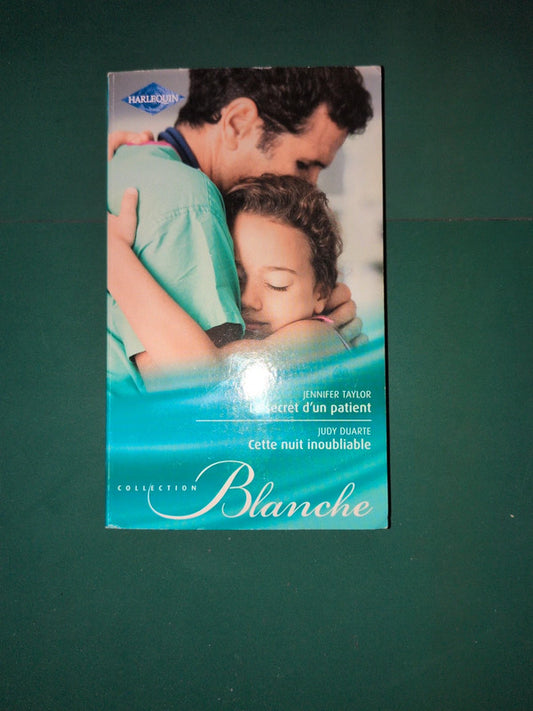 HARLEQUIN
JENNIFER TAYLOR
secret d'un patient
JUDY DUARTE
Cette nuit inoubliable
COLLECTION
Blanche